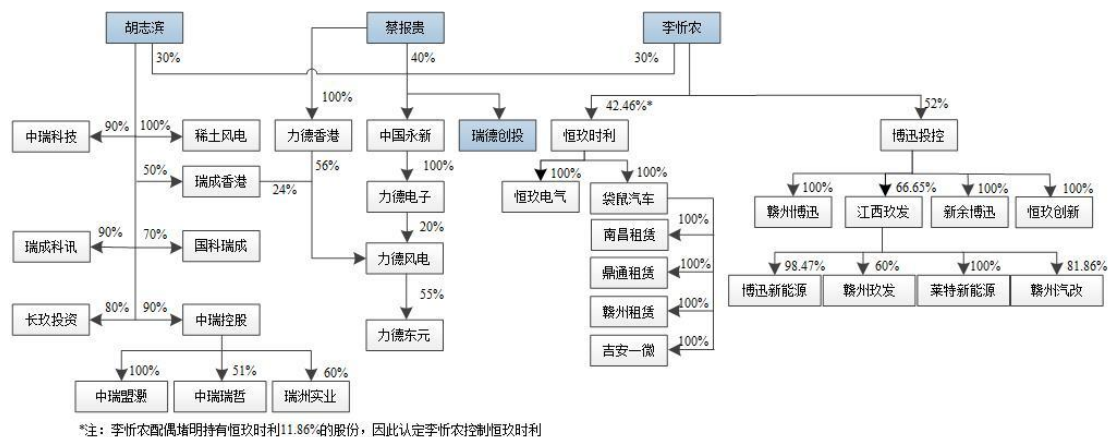 胡志滨
蔡报贵
李忻农
30%
40%
30%
100%
42.46%*
52%
中瑞科技
90%
100%
稀土风电
力德香港
中国永新
瑞德创投
恒玖时利
博迅投控
50%
瑞成香港
24%
56%
100%
100%
100%
100%
66.65%
100%
100%
力德电子
恒玖电气
袋鼠汽车
赣州博迅
江西玖发
新余博迅
恒玖创新
瑞成科讯
90%
70%
国科瑞成
20%
南昌租赁
100%
力德风电
鼎通租赁
100%
98.47%
60%
100%
81.86%
博迅新能源
赣州玖发
莱特新能源
赣州汽改
长玖投资
80%
90%
中瑞控股
55%
赣州租赁
100%
力德东元
吉安一微
100%
100%
51%
60%
中瑞盟灏
中瑞瑞哲
瑞洲实业
*注：李忻农配偶堵明持有恒玖时利11.86%的股份，因此认定李忻农控制恒玖时利